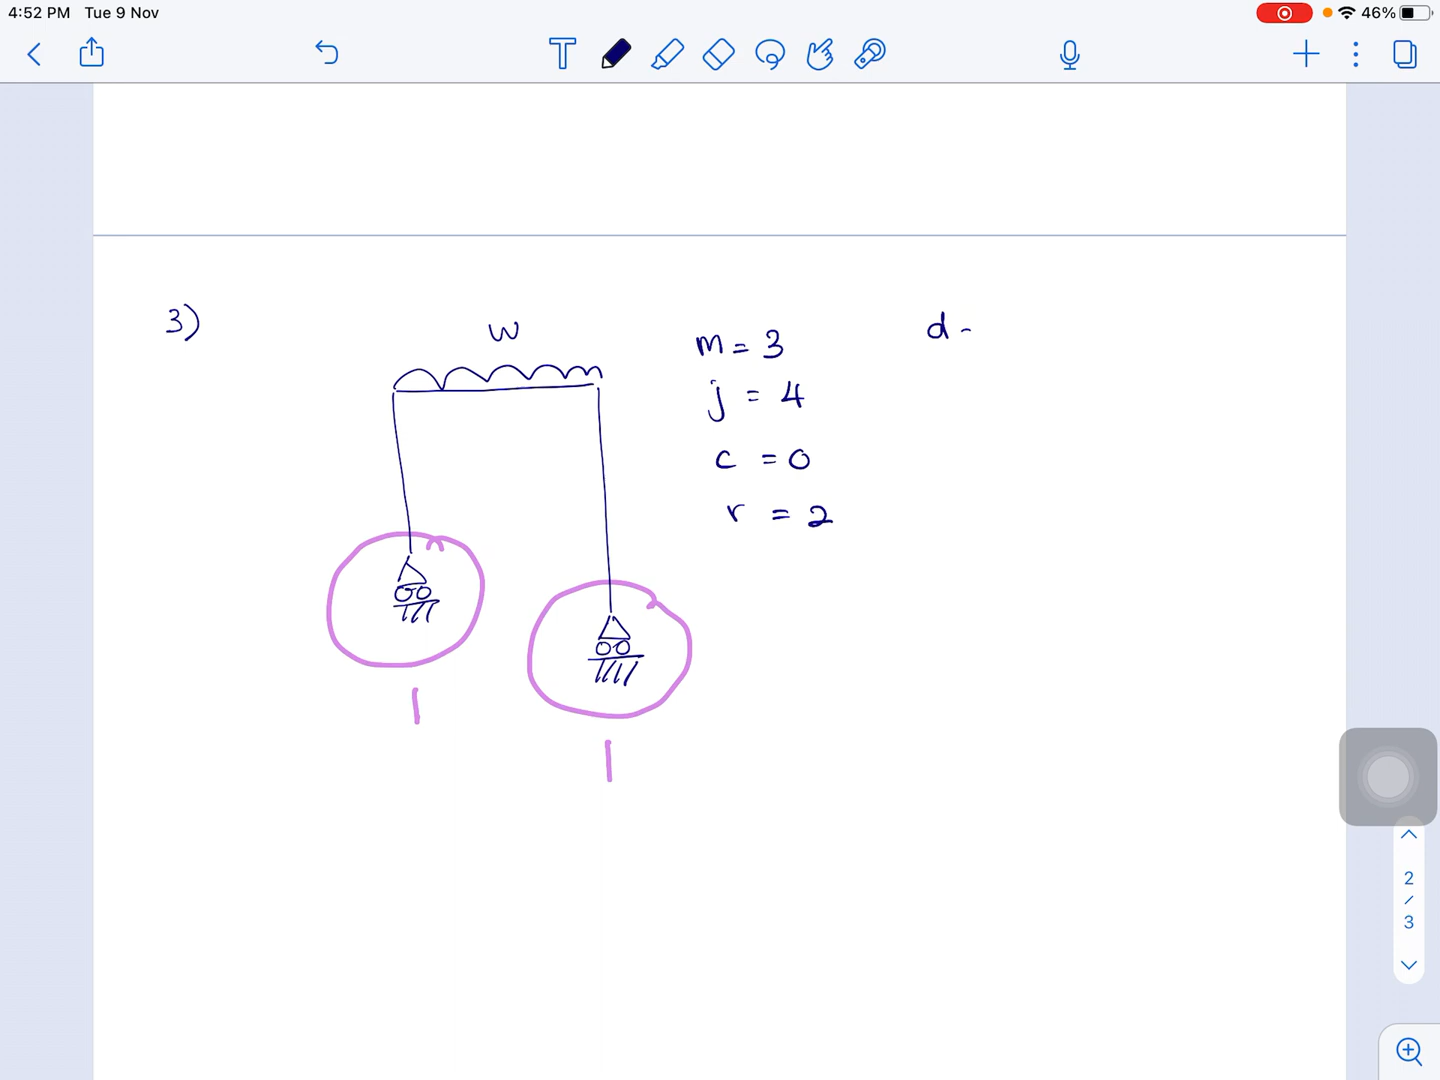 4:52 PM Tue 9 Nov
46%
T
3)
w
m = 3
j = 4
c = 0
r = 2
d -
1
1
2
/
3